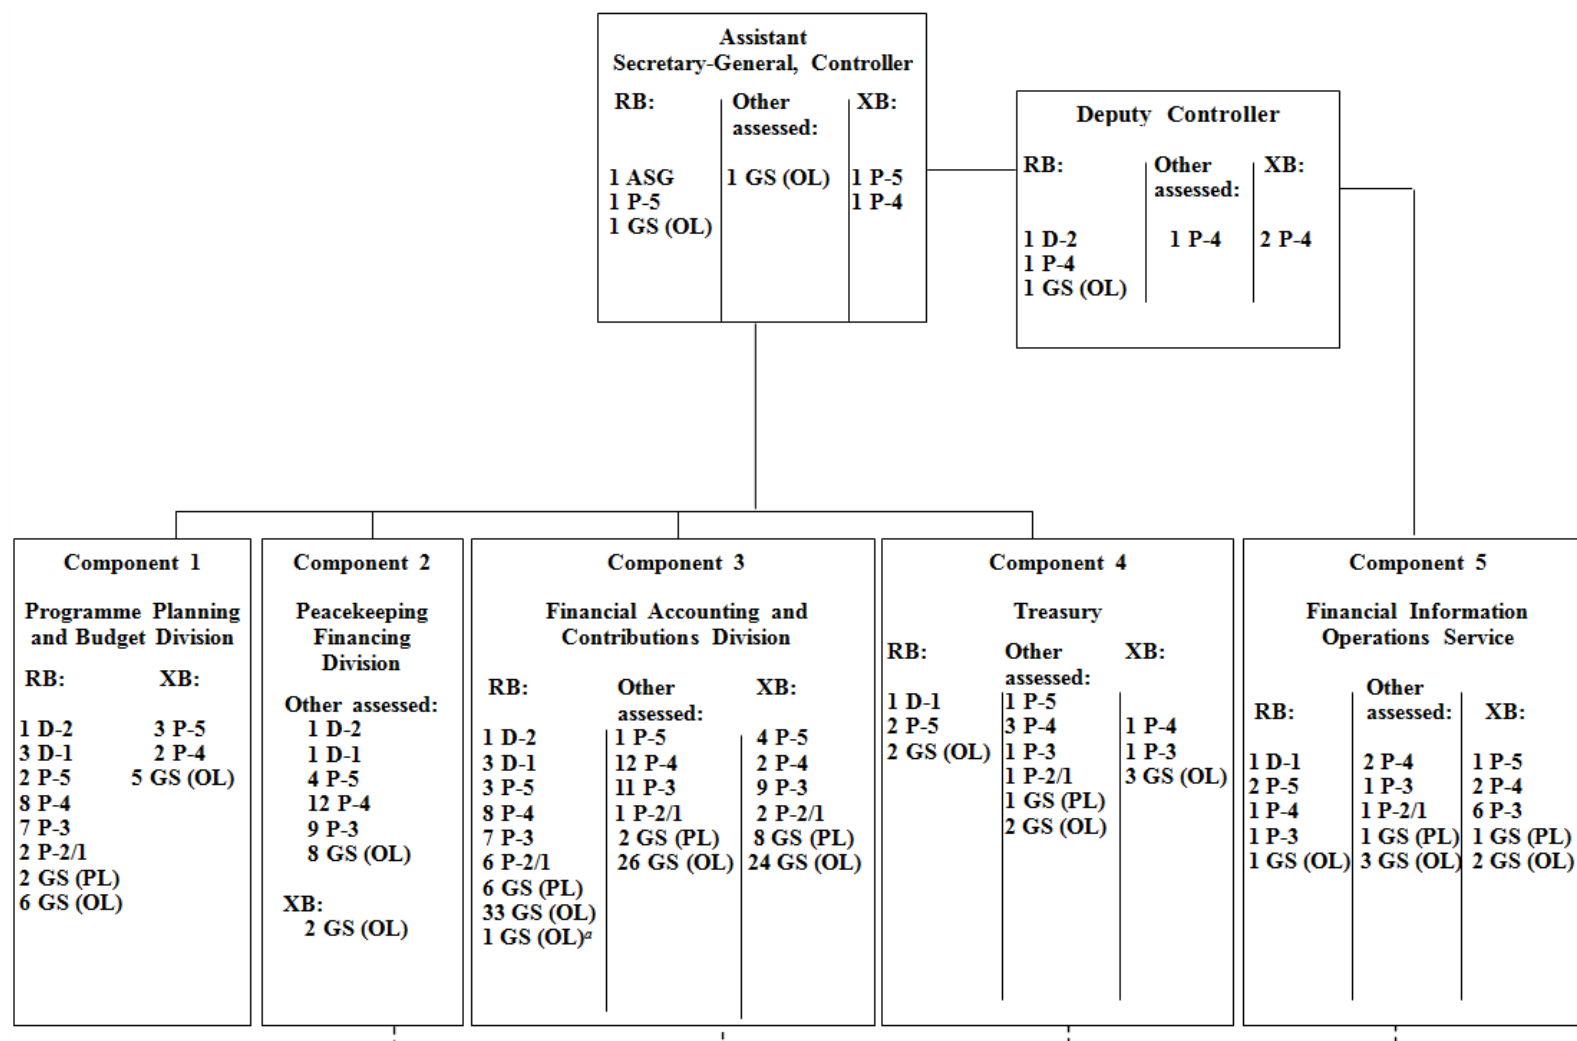 Assistant
Secretary-General, Controller
RB:
1 ASG
1 P-5
1 GS (OL)
Other
assessed:
1 GS (OL)
XB:
1 P-5
1 P-4
Deputy Controller
RB:
1 D-2
1 P-4
1 GS (OL)
Other
assessed:
1 P-4
XB:
2 P-4
Component 1
Programme Planning
and Budget Division
RB:
1 D-2
3 D-1
2 P-5
8 P-4
7 P-3
2 P-2/1
2 GS (PL)
6 GS (OL)
XB:
3 P-5
2 P-4
5 GS (OL)
Component 2
Peacekeeping
Financing
Division
Other assessed:
1 D-2
1 D-1
4 P-5
12 P-4
9 P-3
8 GS (OL)
XB:
2 GS (OL)
Component 3
Financial Accounting and
Contributions Division
RB:
1 D-2
3 D-1
3 P-5
8 P-4
7 P-3
6 P-2/1
6 GS (PL)
33 GS (OL)
1 GS (OL)a
Other
assessed:
1 P-5
12 P-4
11 P-3
1 P-2/1
2 GS (PL)
26 GS (OL)
XB:
4 P-5
2 P-4
9 P-3
2 P-2/1
8 GS (PL)
24 GS (OL)
Component 4
Treasury
RB:
1 D-1
2 P-5
2 GS (OL)
Other
assessed:
1 P-5
3 P-4
1 P-3
1 P-2/1
1 GS (PL)
2 GS (OL)
XB:
1 P-4
1 P-3
3 GS (OL)
Component 5
Financial Information
Operations Service
RB:
1 D-1
2 P-5
1 P-4
1 P-3
1 GS (OL)
Other
assessed:
2 P-4
1 P-3
1 P-2/1
1 GS (PL)
3 GS (OL)
XB:
1 P-5
2 P-4
6 P-3
1 GS (PL)
2 GS (OL)